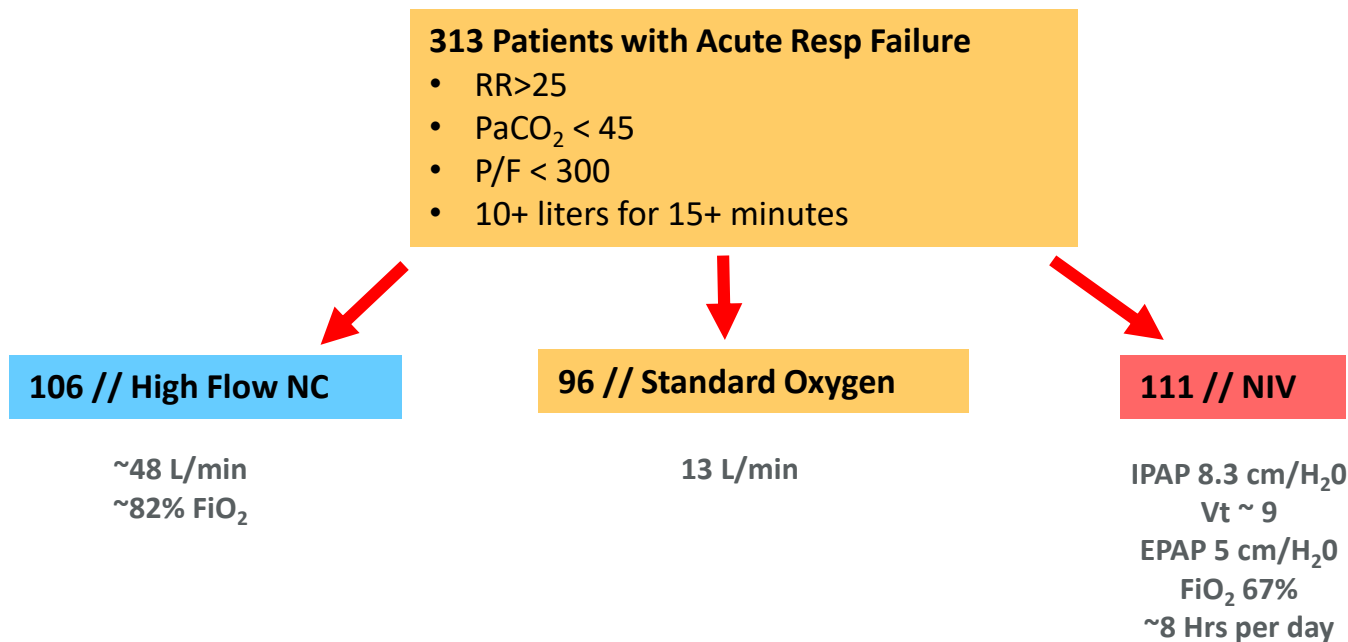 313 Patients with Acute Resp Failure
• RR>25
• PaCO₂ < 45
• P/F < 300
• 10+ liters for 15+ minutes
106 // High Flow NC
~48 L/min
~82% FiO₂
96 // Standard Oxygen
13 L/min
111 // NIV
IPAP 8.3 cm/H₂0
Vt ~ 9
EPAP 5 cm/H₂0
FiO₂ 67%
~8 Hrs per day